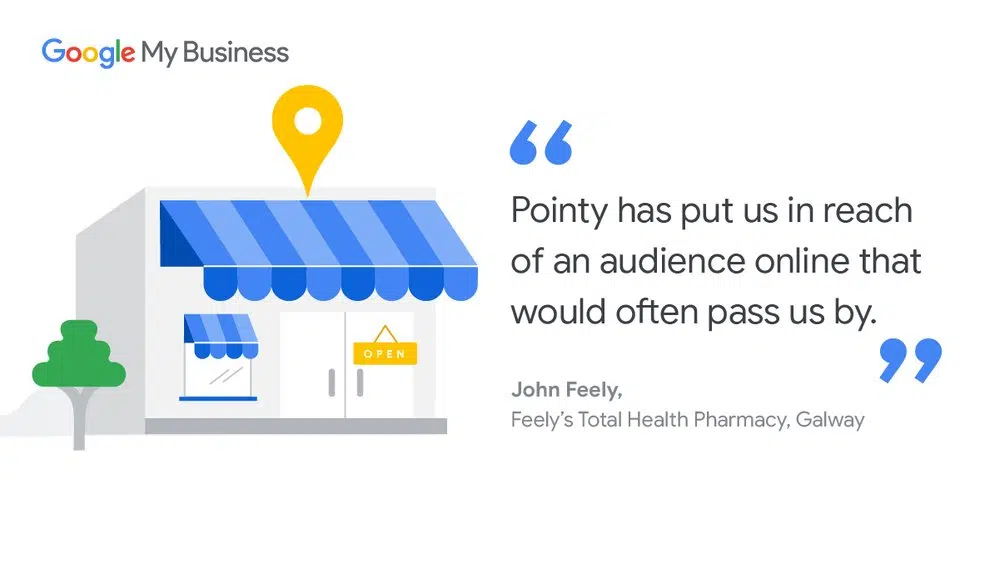 Google My Business
“
Pointy has put us in reach
of an audience online that
would often pass us by.
”
OPEN
John Feely,
Feely’s Total Health Pharmacy, Galway